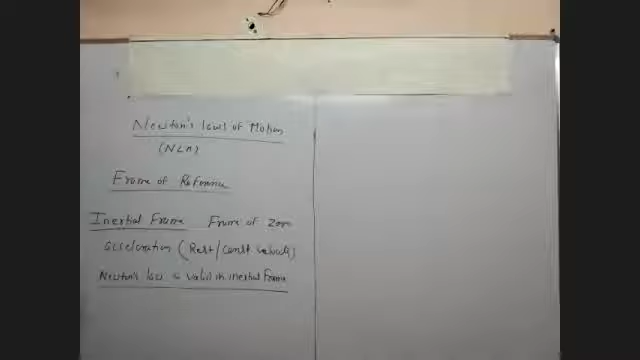 Newton's laws of Motion
(NLM)
Frame of Reference
Inertial Frame Frame of Zero
acceleration (Rest/const velocity)
Newton's law is valid in inertial Frame